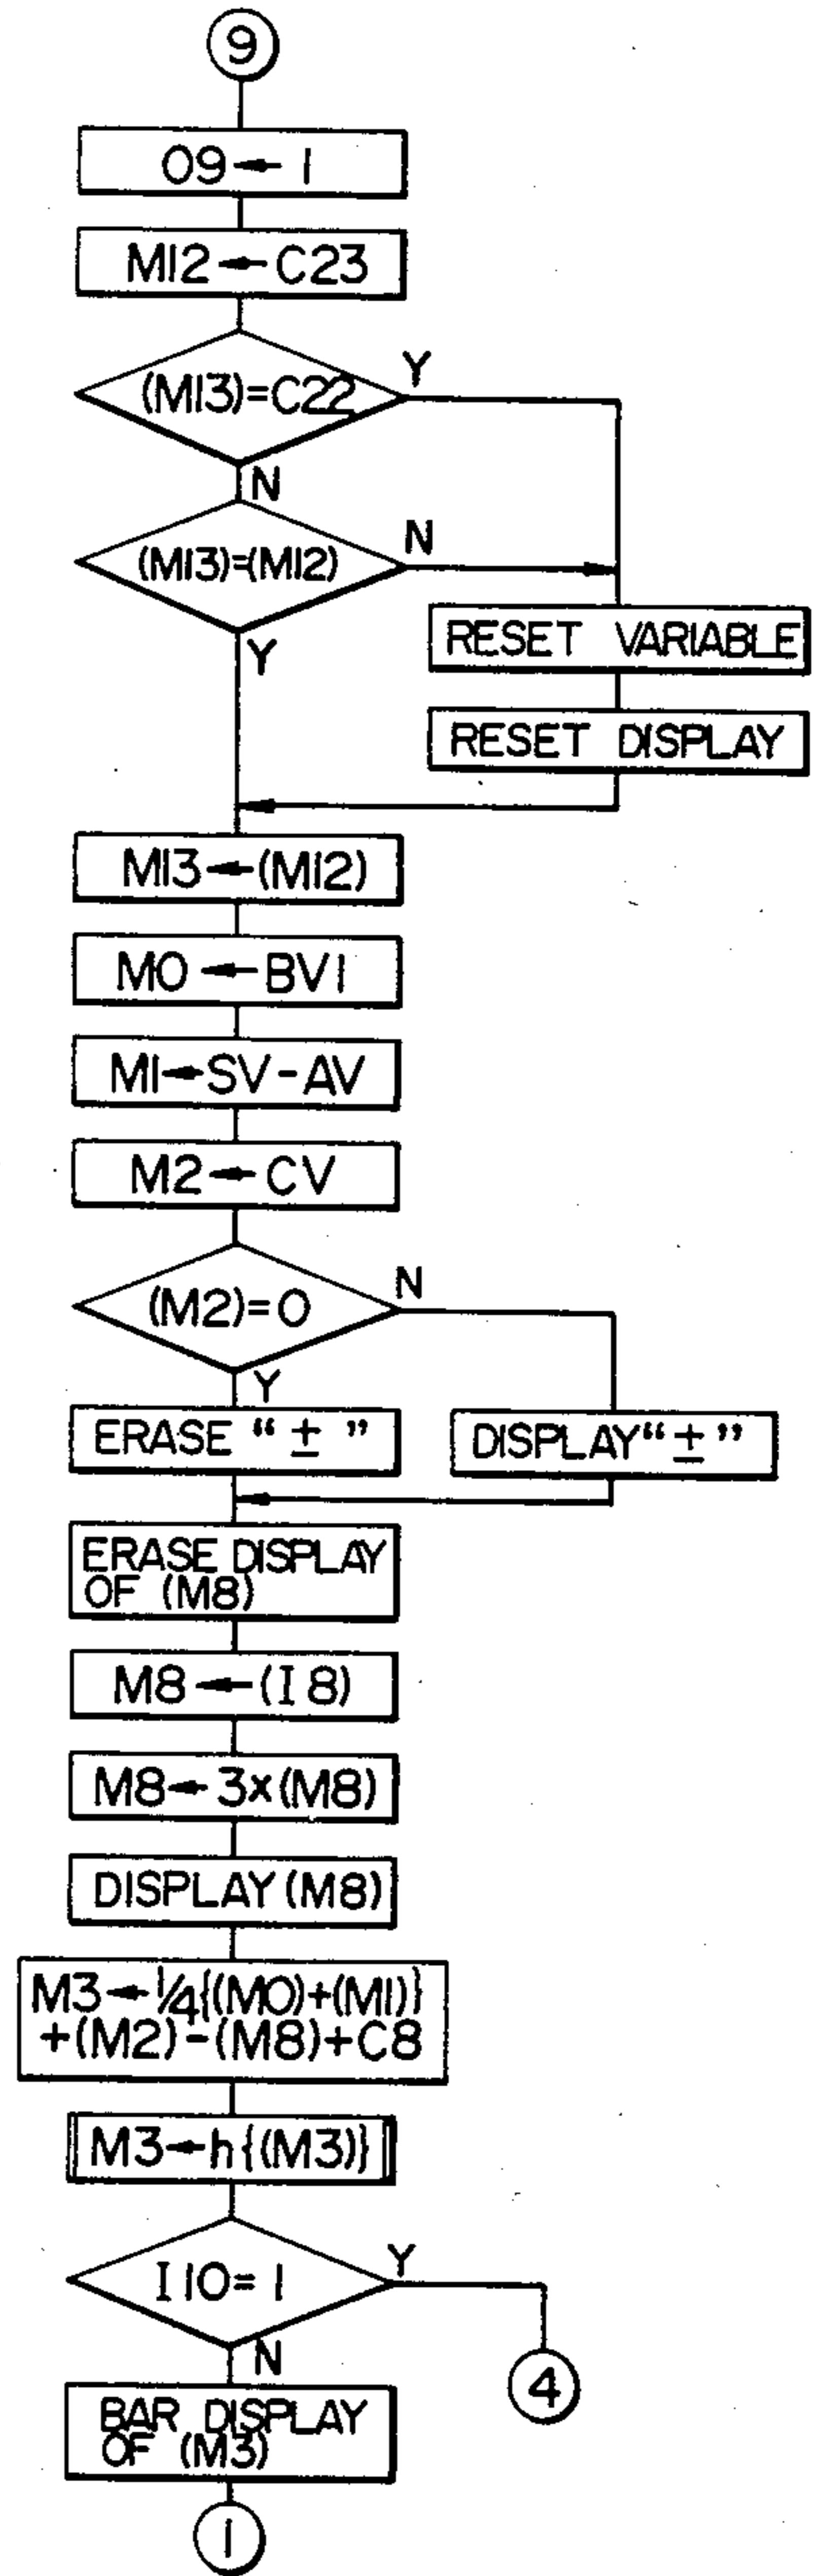 9
O9←1
M12←C23
(M13)=C22
Y
N
(M13)=(M12)
N
Y
RESET VARIABLE
RESET DISPLAY
M13←(M12)
M0←BV1
M1←SV-AV
M2←CV
(M2)=0
N
Y
ERASE “ ± ”
DISPLAY “ ± ”
ERASE DISPLAY
OF (M8)
M8←(I8)
M8←3x(M8)
DISPLAY (M8)
M3←¼{(M0)+(M1)}
+(M2)-(M8)+C8
M3←h{(M3)}
I10=1
Y
N
4
BAR DISPLAY
OF (M3)
1